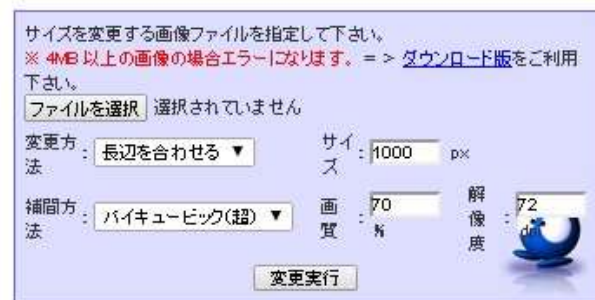 サイズを変更する画像ファイルを指定して下さい。
※ 4MB 以上の画像の場合エラーになります。= > ダウンロード版をご利用
下さい。
ファイルを選択 選択されていません
変更方法 : 長辺を合わせる ▼ サイズ : 1000 px
補間方法 : バイキュービック(超) ▼ 画質 : 70 % 解像度 : 72 dpi
変更実行